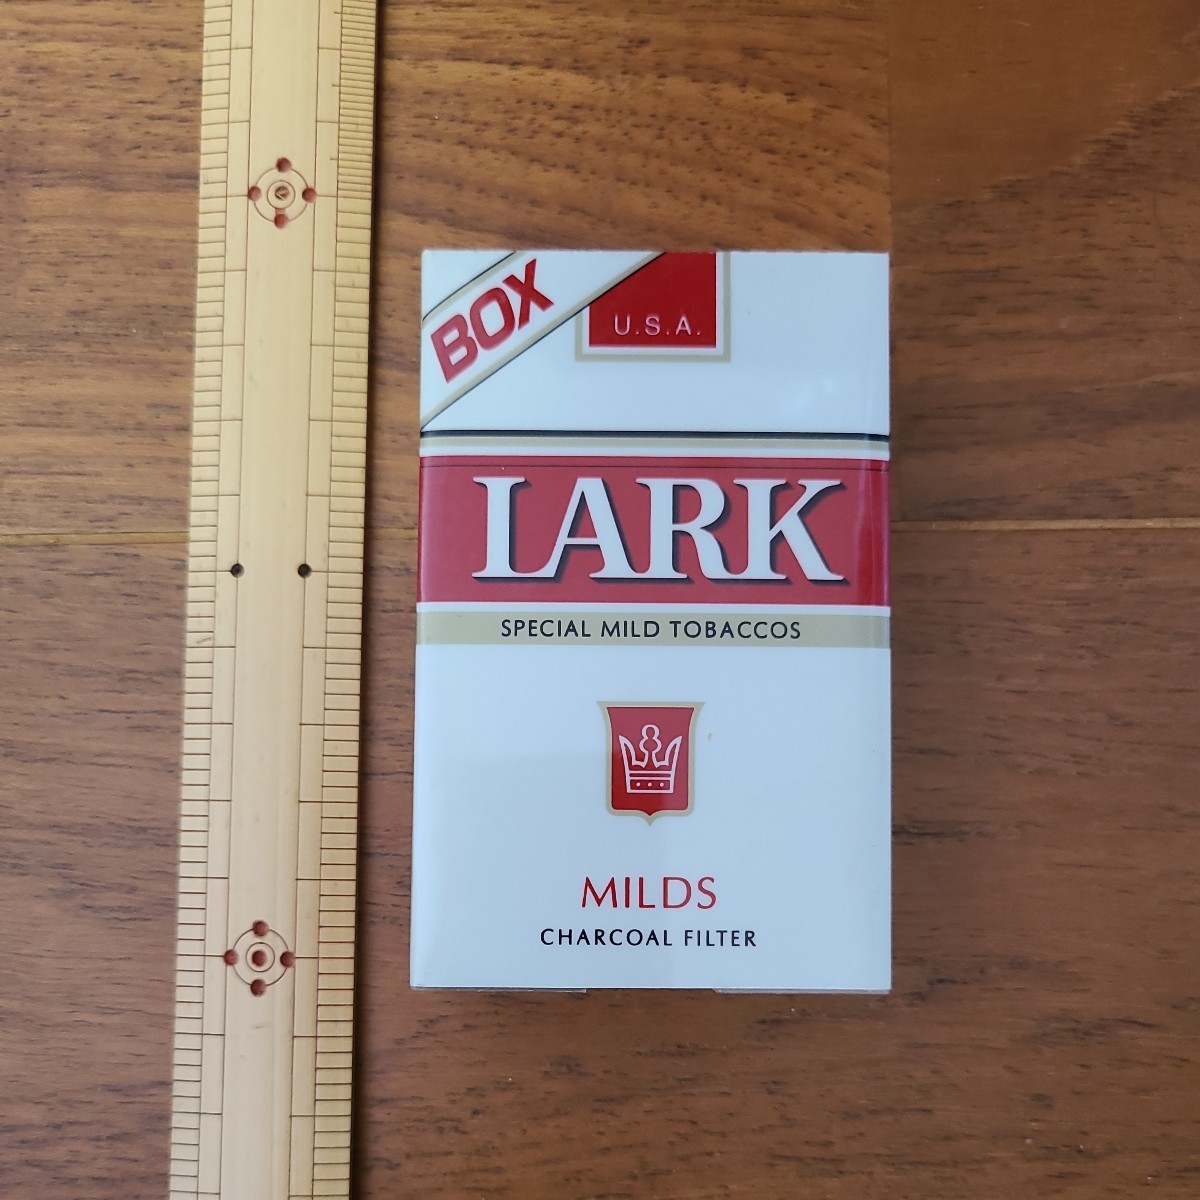 BOX
U.S.A.
LARK
SPECIAL MILD TOBACCOS
MILDS
CHARCOAL FILTER